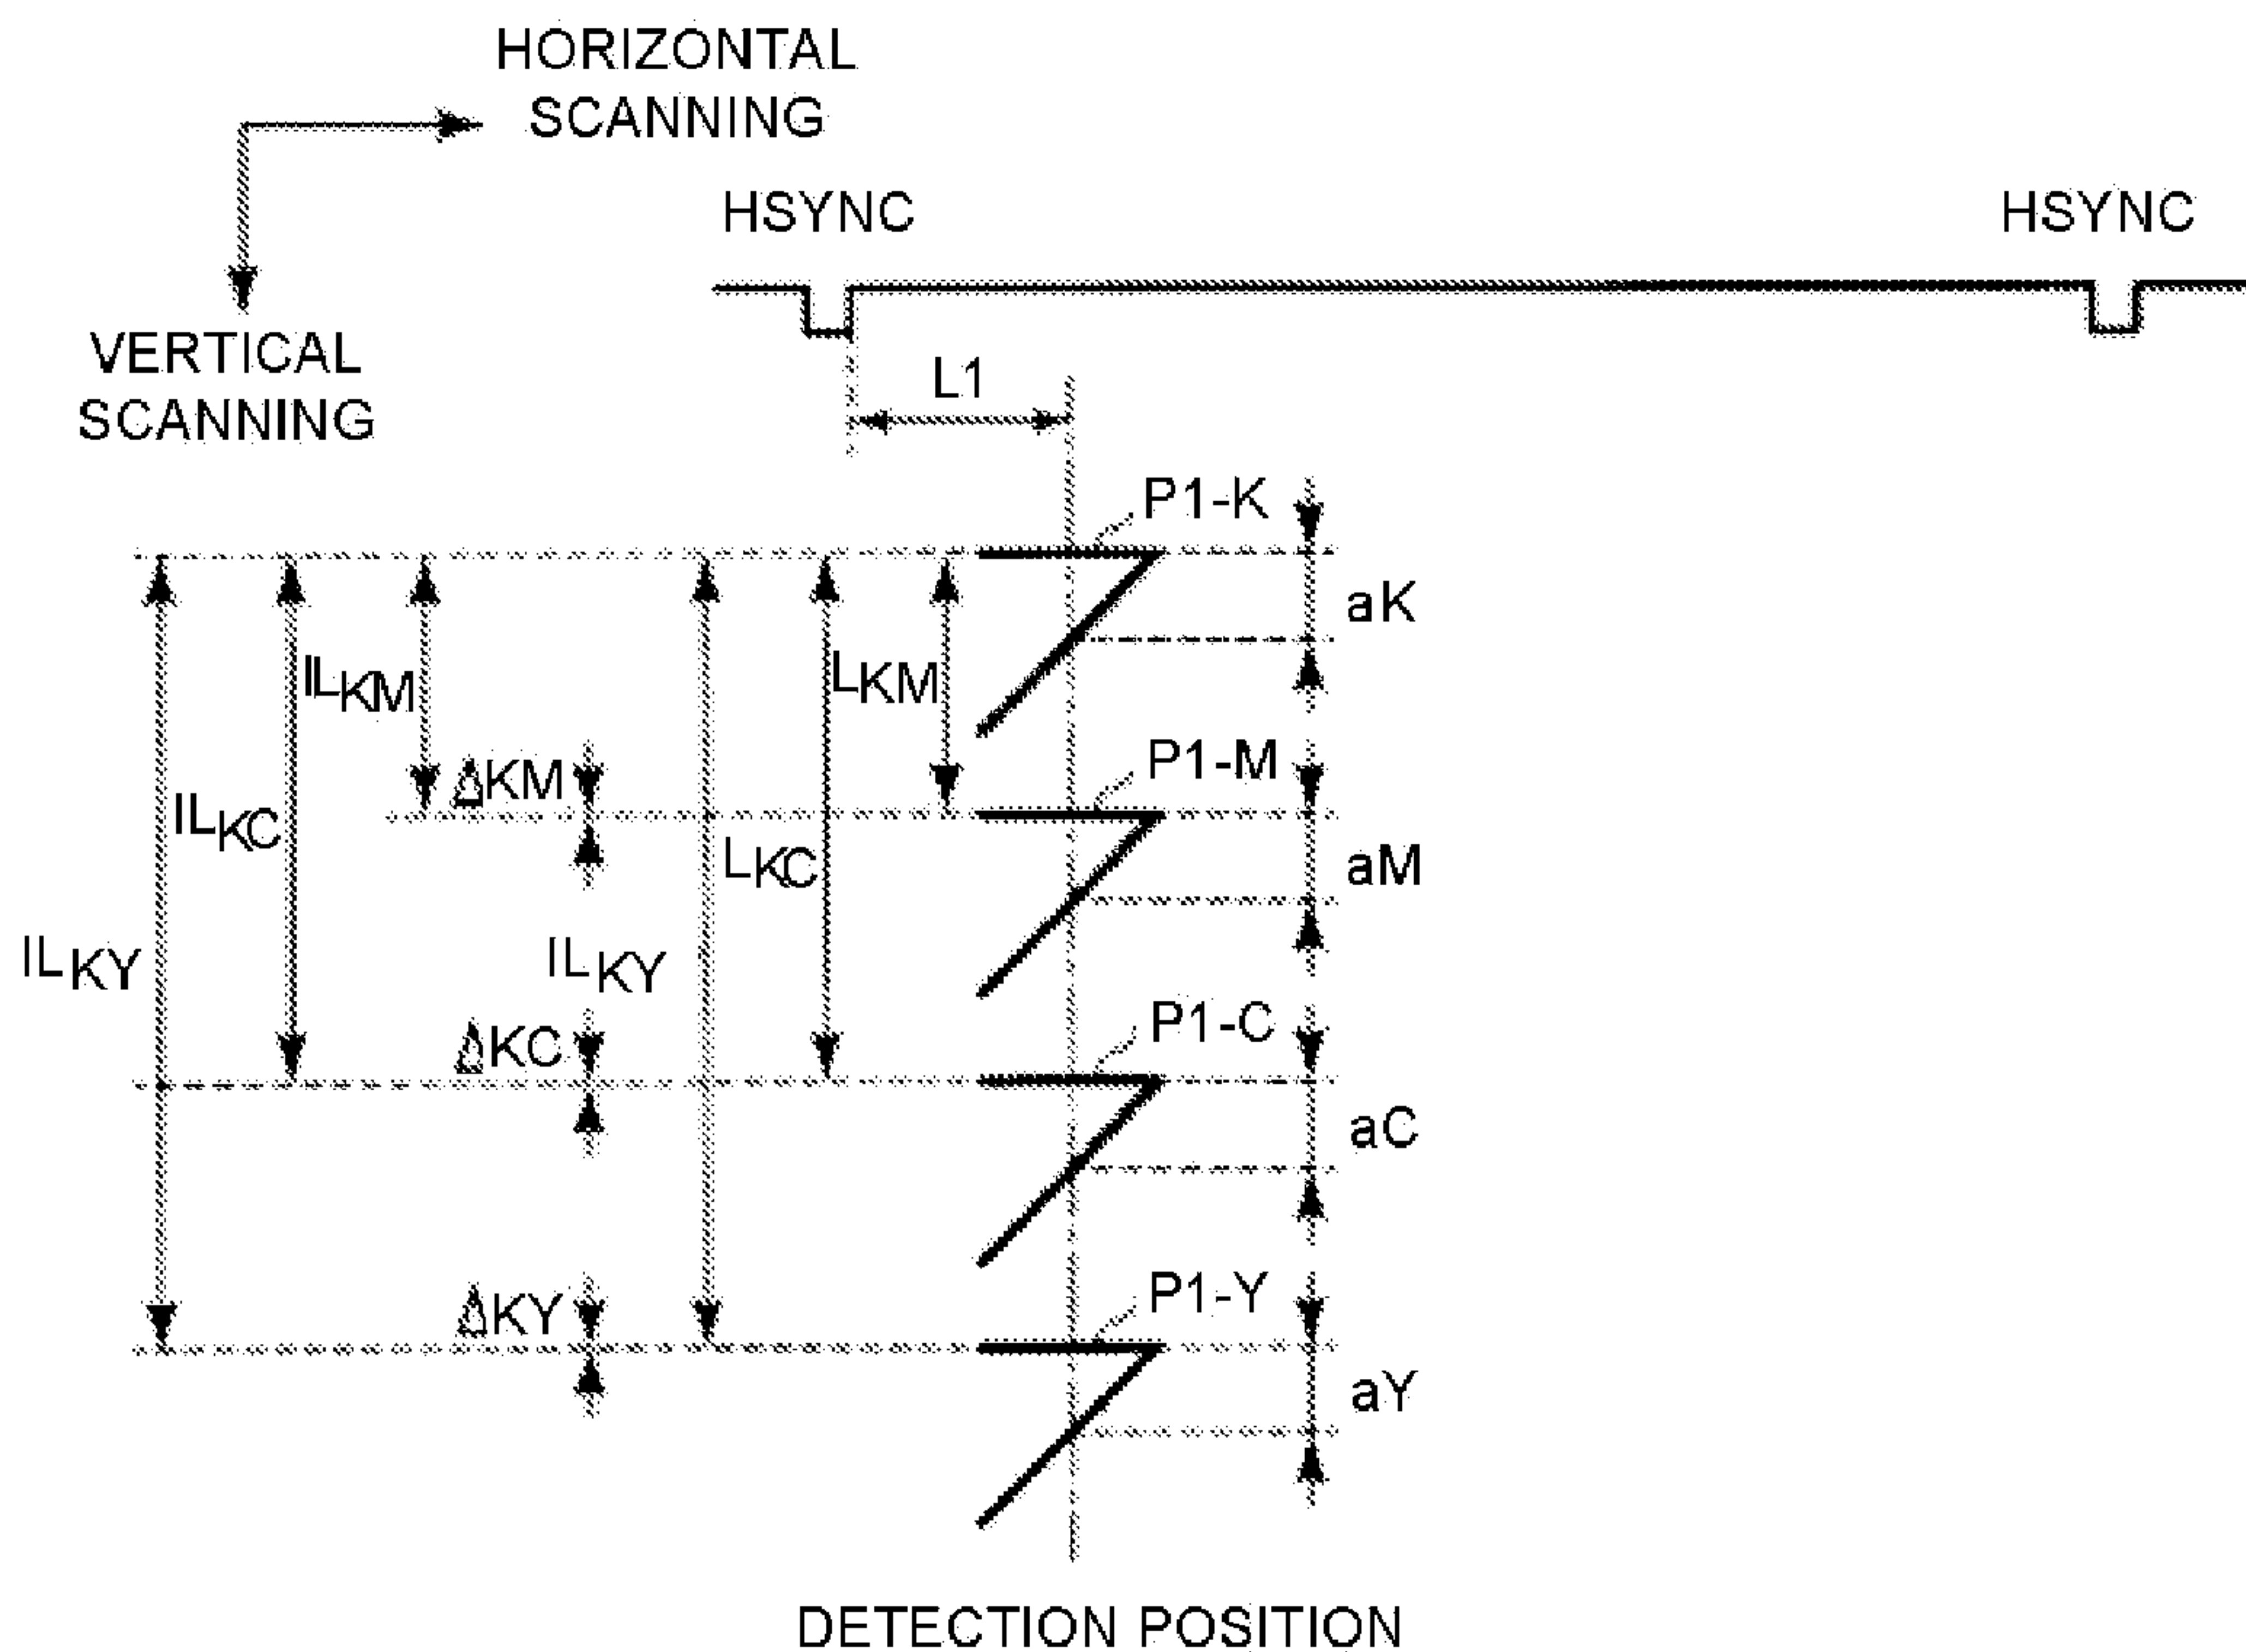 HORIZONTAL
SCANNING
HSYNC
HSYNC
VERTICAL
SCANNING
L1
P1-K
aK
ILKM
LKM
P1-M
ΔKM
ILKC
LKC
aM
ILKY
ILKY
P1-C
ΔKC
aC
P1-Y
ΔKY
aY
DETECTION POSITION